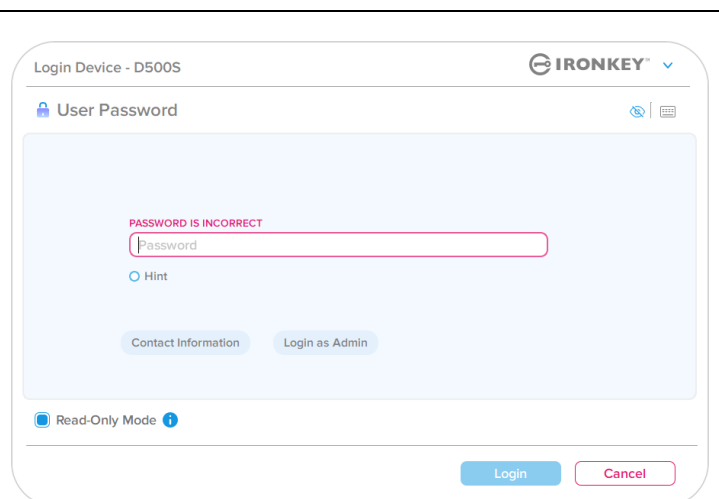 Login Device - D500S
IRONKEY™
User Password
PASSWORD IS INCORRECT
Password
Hint
Contact Information
Login as Admin
Read-Only Mode i
Login
Cancel